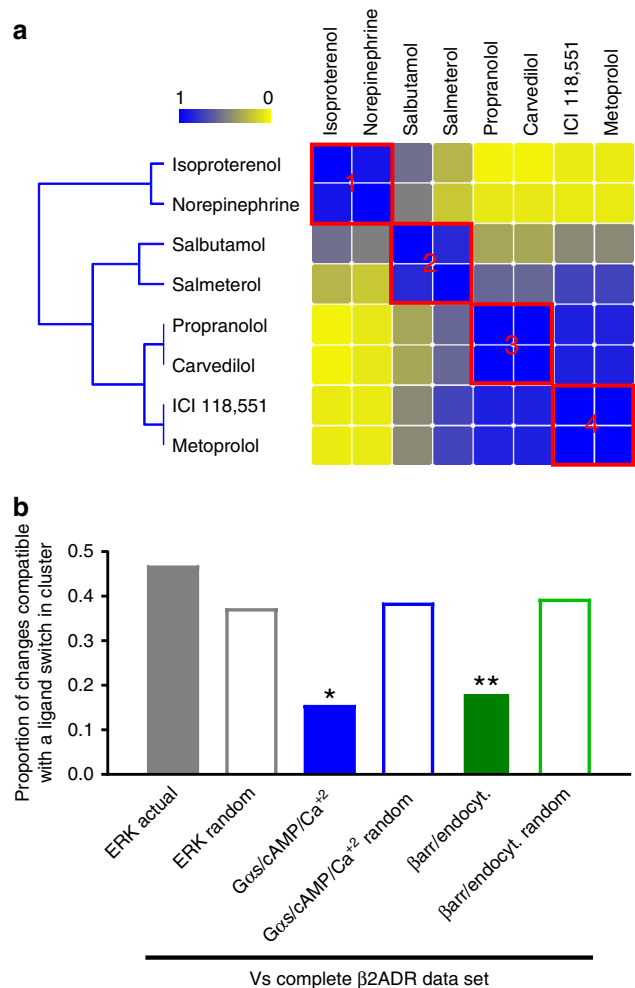 a
Isoproterenol
Norepinephrine
Salbutamol
Salmeterol
Propranolol
Carvedilol
ICI 118,551
Metoprolol
1 0
Isoproterenol
Norepinephrine
Salbutamol
Salmeterol
Propranolol
Carvedilol
ICI 118,551
Metoprolol
1
2
3
4
b
Proportion of changes compatible
with a ligand switch in cluster
0.5
0.4
0.3
0.2
0.1
0.0
*
**
ERK actual
ERK random
Gαs/cAMP/Ca+2
Gαs/cAMP/Ca+2 random
βarr/endocyt.
βarr/endocyt. random
Vs complete β2ADR data set